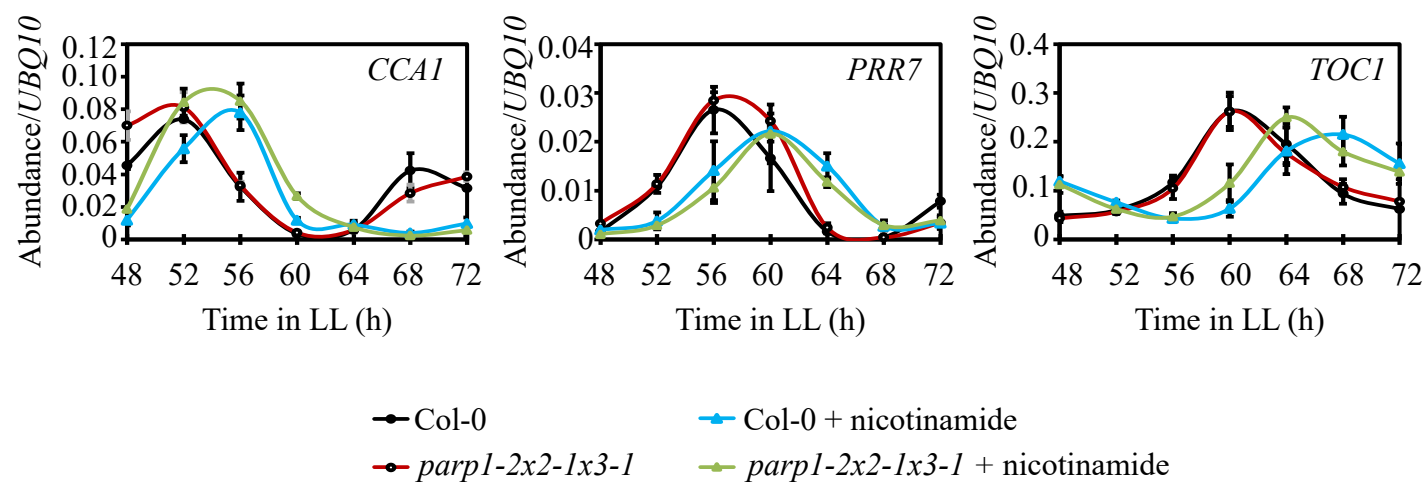 Abundance/UBQ10
0.12
0.10
0.08
0.06
0.04
0.02
0
CCA1
48 52 56 60 64 68 72
Time in LL (h)
Abundance/UBQ10
0.04
0.03
0.02
0.01
0
PRR7
48 52 56 60 64 68 72
Time in LL (h)
Abundance/UBQ10
0.4
0.3
0.2
0.1
0
TOC1
48 52 56 60 64 68 72
Time in LL (h)
Col-0
Col-0 + nicotinamide
parp1-2x2-1x3-1
parp1-2x2-1x3-1 + nicotinamide